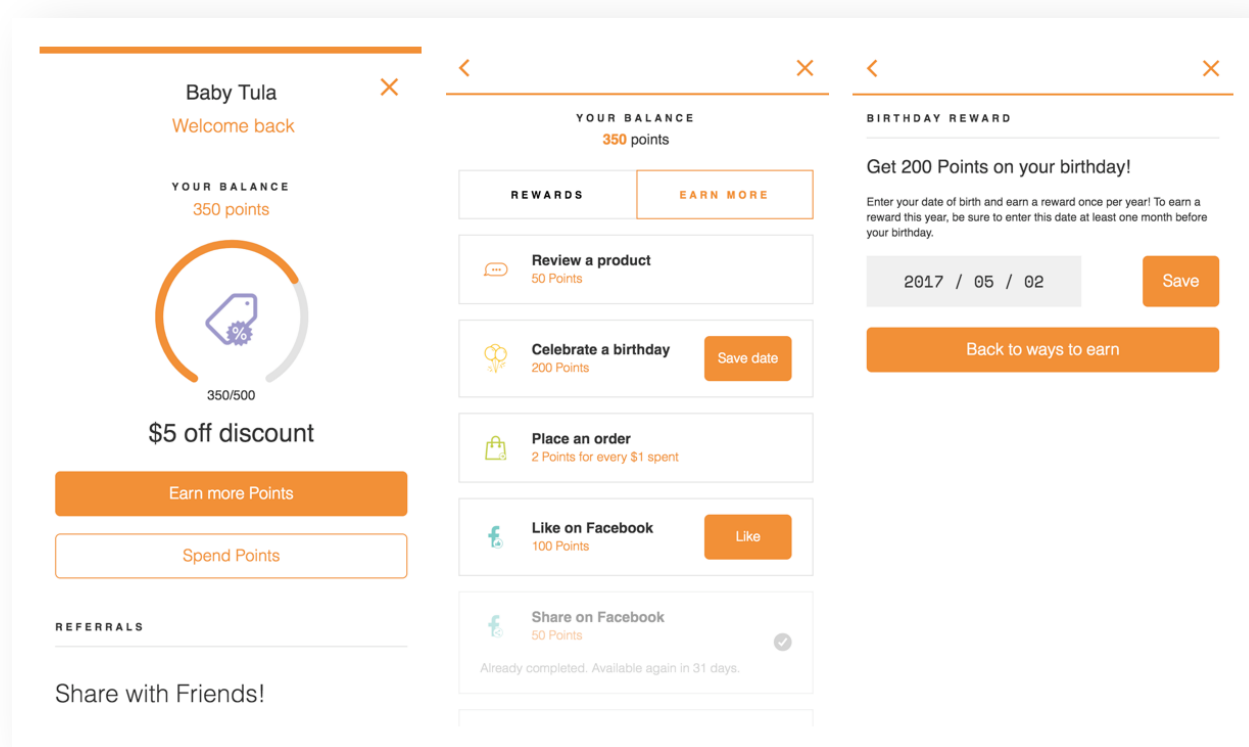 Baby Tula
Welcome back
YOUR BALANCE
350 points
%
350/500
$5 off discount
Earn more Points
Spend Points
REFERRALS
Share with Friends!
YOUR BALANCE
350 points
REWARDS
EARN MORE
Review a product
50 Points
Celebrate a birthday
200 Points
Save date
Place an order
2 Points for every $1 spent
Like on Facebook
100 Points
Like
Share on Facebook
50 Points
Already completed. Available again in 31 days.
BIRTHDAY REWARD
Get 200 Points on your birthday!
Enter your date of birth and earn a reward once per year! To earn a
reward this year, be sure to enter this date at least one month before
your birthday.
2017 / 05 / 02
Save
Back to ways to earn